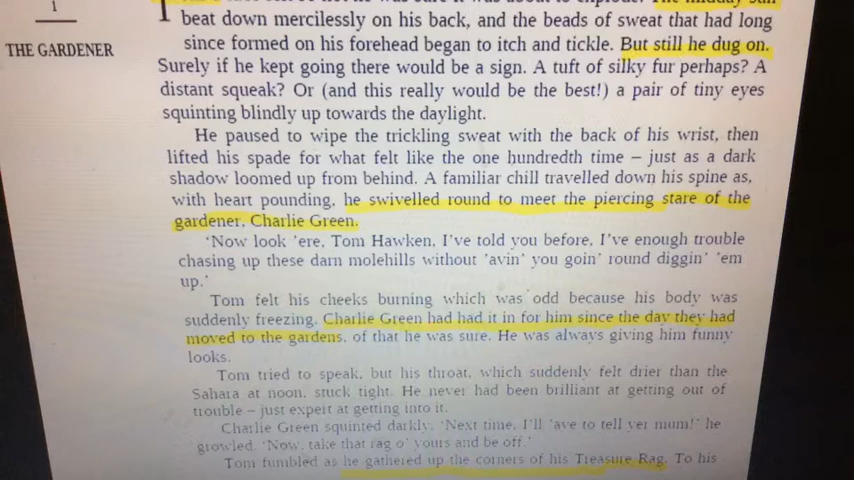 1
THE GARDENER
beat down mercilessly on his back, and the beads of sweat that had long
since formed on his forehead began to itch and tickle. But still he dug on.
Surely if he kept going there would be a sign. A tuft of silky fur perhaps? A
distant squeak? Or (and this really would be the best!) a pair of tiny eyes
squinting blindly up towards the daylight.
He paused to wipe the trickling sweat with the back of his wrist, then
lifted his spade for what felt like the one hundredth time – just as a dark
shadow loomed up from behind. A familiar chill travelled down his spine as,
with heart pounding, he swivelled round to meet the piercing stare of the
gardener, Charlie Green.
'Now look 'ere, Tom Hawken, I've told you before, I've enough trouble
chasing up these darn molehills without 'avin' you goin' round diggin' 'em
up.'
Tom felt his cheeks burning which was odd because his body was
suddenly freezing. Charlie Green had had it in for him since the day they had
moved to the gardens, of that he was sure. He was always giving him funny
looks.
Tom tried to speak, but his throat, which suddenly felt drier than the
Sahara at noon, stuck tight. He never had been brilliant at getting out of
trouble – just expert at getting into it.
Charlie Green squinted darkly. 'Next time, I'll 'ave to tell yer mum!' he
growled. 'Now, take that rag o' yours and be off.'
Tom fumbled as he gathered up the corners of his Treasure Rag. To his